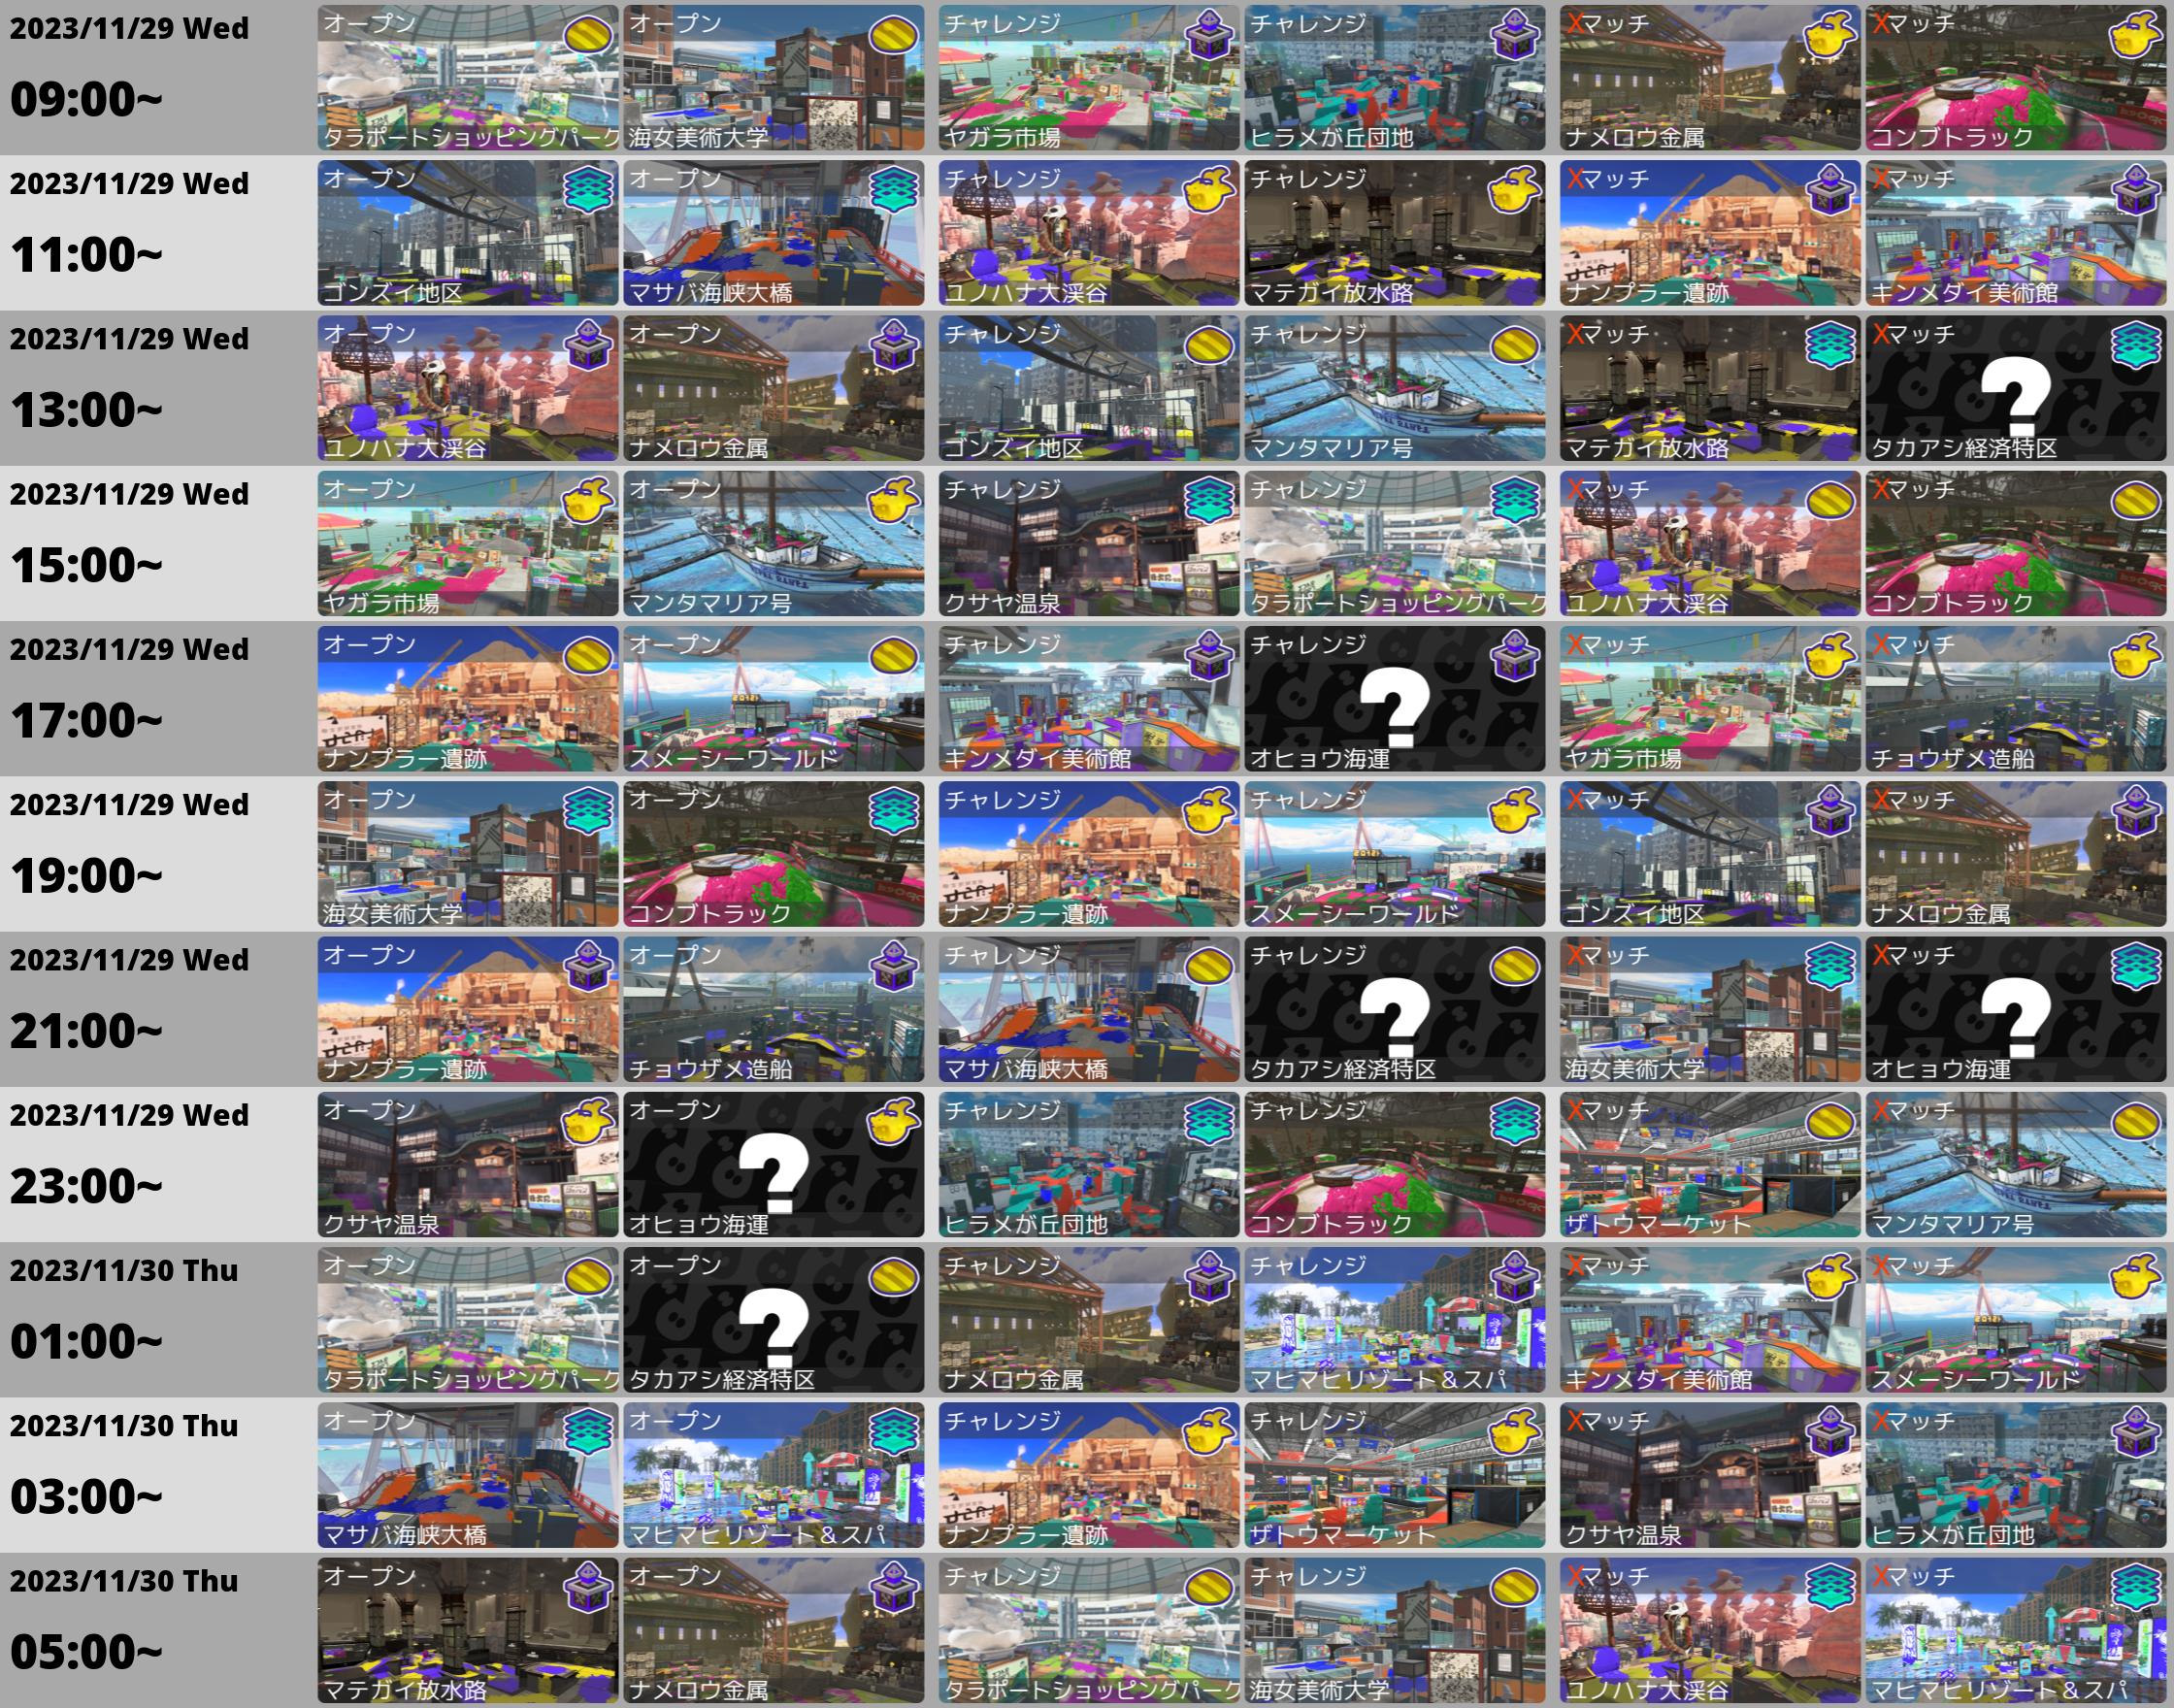 2023/11/29 Wed
09:00~
オープン
タラポートショッピングパーク
オープン
海女美術大学
チャレンジ
ヤガラ市場
チャレンジ
ヒラメが丘団地
Xマッチ
ナメロウ金属
Xマッチ
コンブトラック
2023/11/29 Wed
11:00~
オープン
ゴンズイ地区
オープン
マサバ海峡大橋
チャレンジ
ユノハナ大渓谷
チャレンジ
マテガイ放水路
Xマッチ
ナンプラー遺跡
Xマッチ
キンメダイ美術館
2023/11/29 Wed
13:00~
オープン
ユノハナ大渓谷
オープン
ナメロウ金属
チャレンジ
ゴンズイ地区
チャレンジ
マンタマリア号
Xマッチ
マテガイ放水路
Xマッチ
?
タカアシ経済特区
2023/11/29 Wed
15:00~
オープン
ヤガラ市場
オープン
マンタマリア号
チャレンジ
クサヤ温泉
チャレンジ
タラポートショッピングパーク
Xマッチ
ユノハナ大渓谷
Xマッチ
コンブトラック
2023/11/29 Wed
17:00~
オープン
ナンプラー遺跡
オープン
スメーシーワールド
チャレンジ
キンメダイ美術館
チャレンジ
?
オヒョウ海運
Xマッチ
ヤガラ市場
Xマッチ
チョウザメ造船
2023/11/29 Wed
19:00~
オープン
海女美術大学
オープン
コンブトラック
チャレンジ
ナンプラー遺跡
チャレンジ
スメーシーワールド
Xマッチ
ゴンズイ地区
Xマッチ
ナメロウ金属
2023/11/29 Wed
21:00~
オープン
ナンプラー遺跡
オープン
チョウザメ造船
チャレンジ
マサバ海峡大橋
チャレンジ
?
タカアシ経済特区
Xマッチ
海女美術大学
Xマッチ
?
オヒョウ海運
2023/11/29 Wed
23:00~
オープン
クサヤ温泉
オープン
?
オヒョウ海運
チャレンジ
ヒラメが丘団地
チャレンジ
コンブトラック
Xマッチ
ザトウマーケット
Xマッチ
マンタマリア号
2023/11/30 Thu
01:00~
オープン
タラポートショッピングパーク
オープン
?
タカアシ経済特区
チャレンジ
ナメロウ金属
チャレンジ
マヒマヒリゾート&スパ
Xマッチ
キンメダイ美術館
Xマッチ
スメーシーワールド
2023/11/30 Thu
03:00~
オープン
マサバ海峡大橋
オープン
マヒマヒリゾート&スパ
チャレンジ
ナンプラー遺跡
チャレンジ
ザトウマーケット
Xマッチ
クサヤ温泉
Xマッチ
ヒラメが丘団地
2023/11/30 Thu
05:00~
オープン
マテガイ放水路
オープン
ナメロウ金属
チャレンジ
タラポートショッピングパーク
チャレンジ
海女美術大学
Xマッチ
ユノハナ大渓谷
Xマッチ
マヒマヒリゾート&スパ